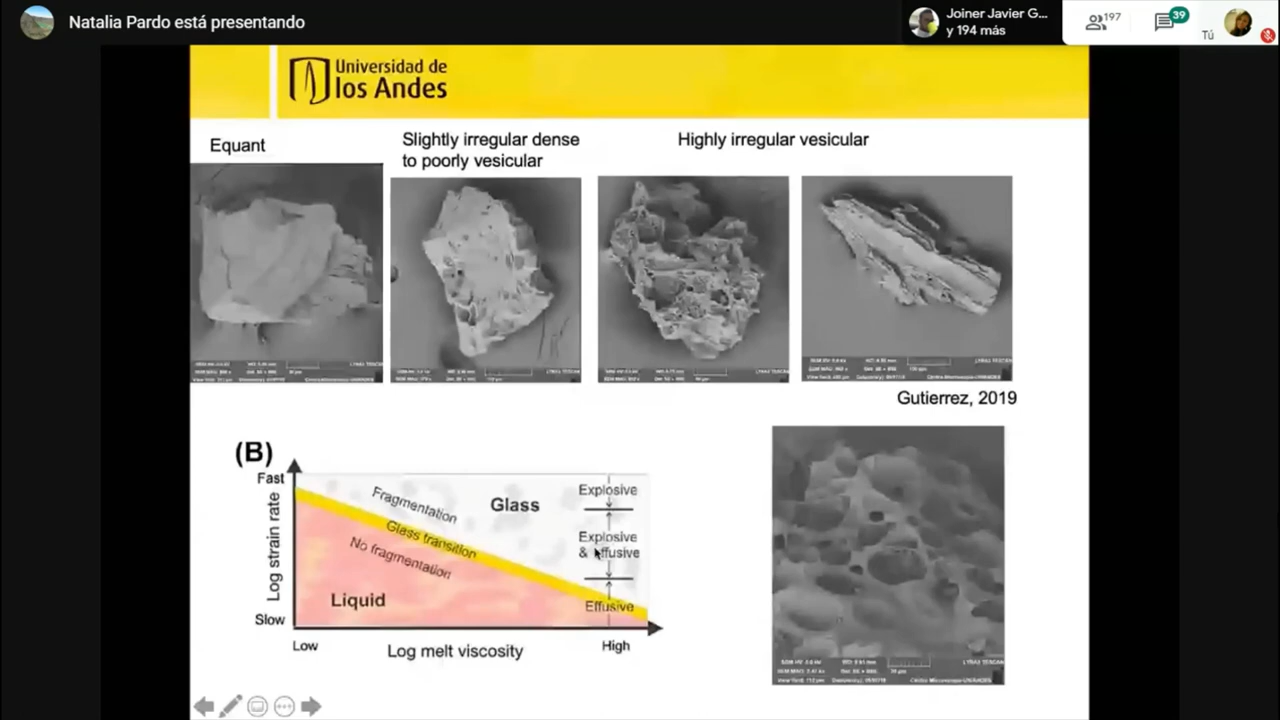 Natalia Pardo está presentando
Joiner Javier G...
y 194 más
197
39
Tú
Universidad de
los Andes
Equant
Slightly irregular dense
to poorly vesicular
Highly irregular vesicular
Gutierrez, 2019
(B)
Fast
Log strain rate
Slow
Fragmentation
Glass
Glass transition
No fragmentation
Liquid
Explosive
Explosive
& effusive
Effusive
Low
High
Log melt viscosity